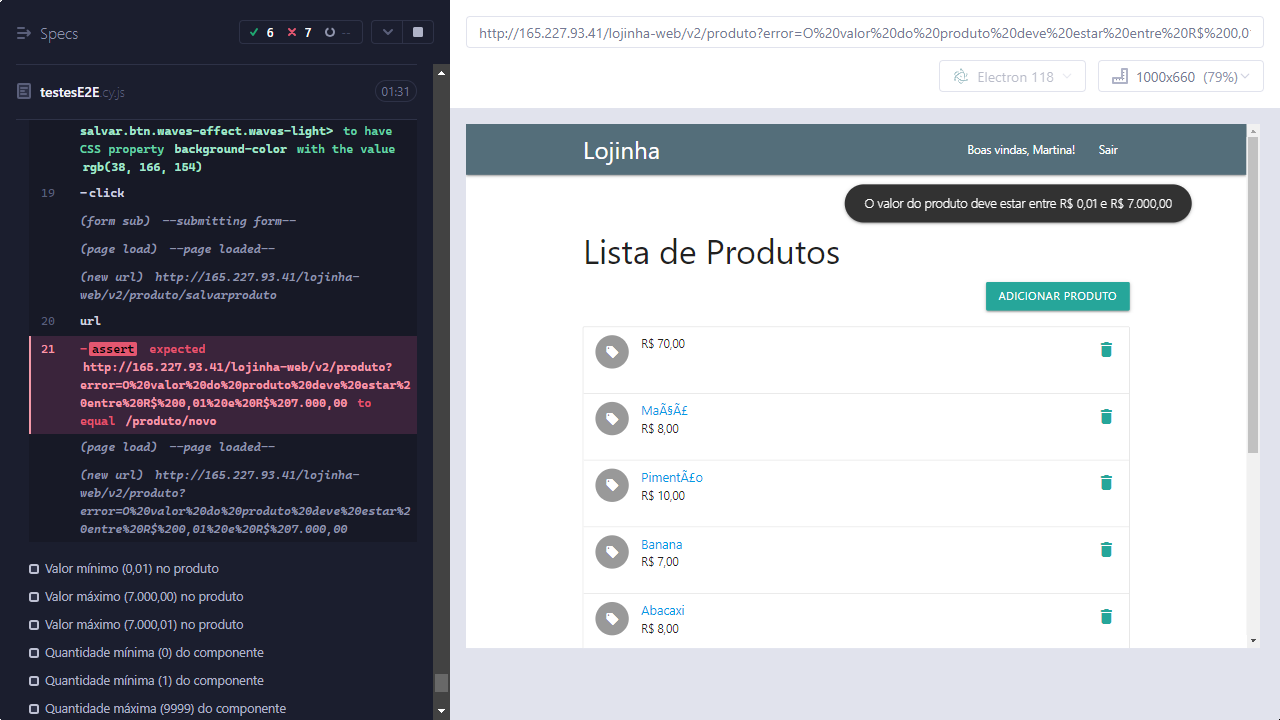 Specs
6
7
--
testesE2E.cy.js
01:31
salvar.btn.waves-effect.waves-light> to have
CSS property background-color with the value
rgb(38, 166, 154)
19 -click
(form sub) --submitting form--
(page load) --page loaded--
(new url) http://165.227.93.41/lojinha-
web/v2/produto/salvarproduto
20 url
21 -assert expected
http://165.227.93.41/lojinha-web/v2/produto?
error=O%20valor%20do%20produto%20deve%20estar%2
0entre%20R$%200,01%20e%20R$%207.000,00 to
equal /produto/novo
(page load) --page loaded--
(new url) http://165.227.93.41/lojinha-
web/v2/produto?
error=O%20valor%20do%20produto%20deve%20estar%2
0entre%20R$%200,01%20e%20R$%207.000,00
Valor mínimo (0,01) no produto
Valor máximo (7.000,00) no produto
Valor máximo (7.000,01) no produto
Quantidade mínima (0) do componente
Quantidade mínima (1) do componente
Quantidade máxima (9999) do componente
http://165.227.93.41/lojinha-web/v2/produto?error=O%20valor%20do%20produto%20deve%20estar%20entre%20R$%200,0
Electron 118
1000x660 (79%)
Lojinha
Boas vindas, Martina!
Sair
O valor do produto deve estar entre R$ 0,01 e R$ 7.000,00
Lista de Produtos
ADICIONAR PRODUTO
R$ 70,00
MaÃ§Ã£
R$ 8,00
PimentÃ£o
R$ 10,00
Banana
R$ 7,00
Abacaxi
R$ 8,00